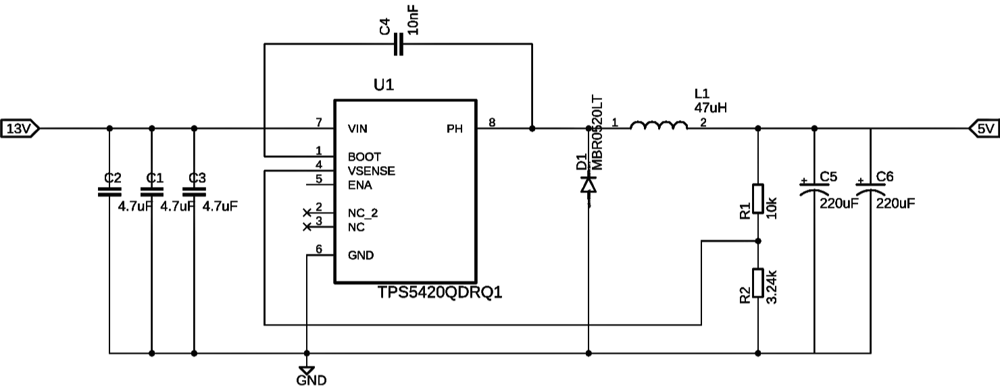 C4
10nF
U1
13V
7
VIN
PH
8
1
BOOT
4
VSENSE
5
ENA
2
NC_2
3
NC
6
GND
TPS5420QDRQ1
C2
4.7uF
C1
4.7uF
C3
4.7uF
GND
D1
MBR0520LT
1
L1
47uH
2
5V
R1
10k
R2
3.24k
+
C5
220uF
+
C6
220uF